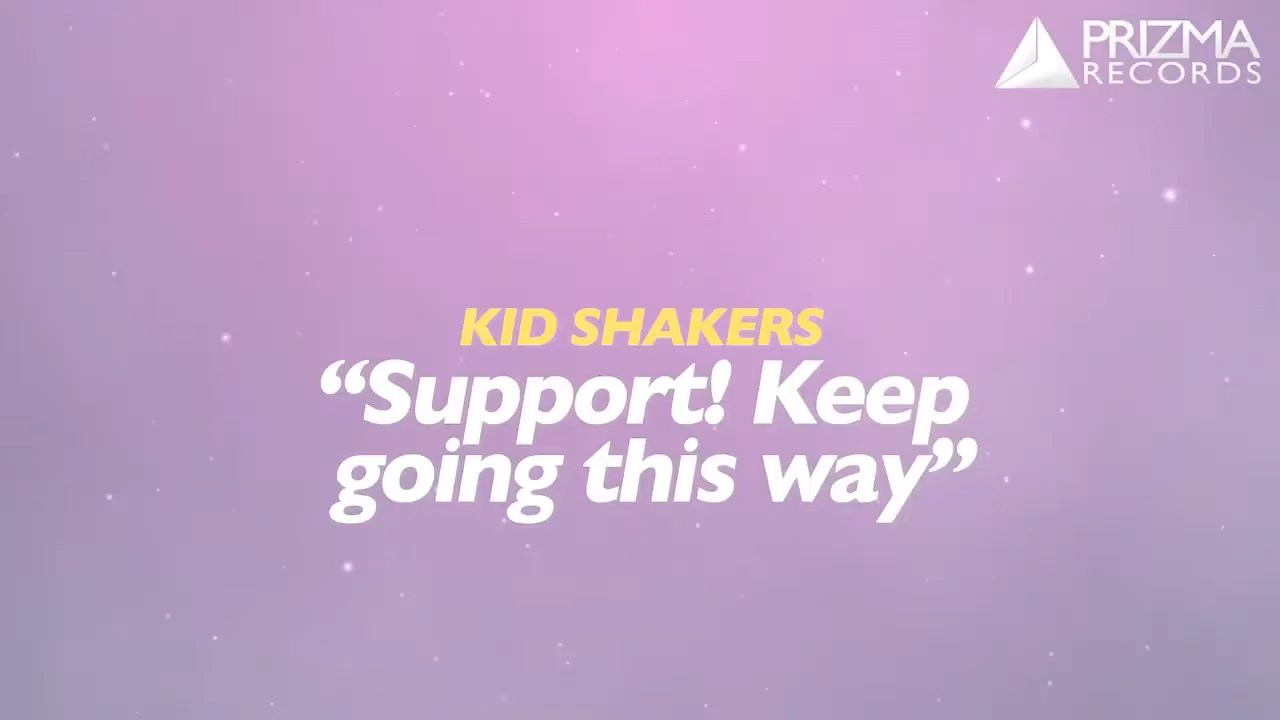 PRIZMA
RECORDS
KID SHAKERS
“Support! Keep
going this way”